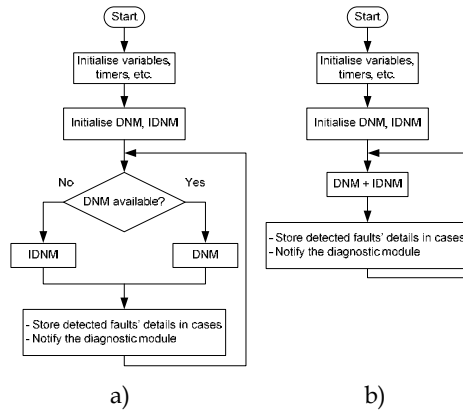 Start
Initialise variables,
timers, etc.
Initialise DNM, IDNM
No
Yes
DNM available?
IDNM
DNM
- Store detected faults' details in cases
- Notify the diagnostic module
a)
Start
Initialise variables,
timers, etc.
Initialise DNM, IDNM
DNM + IDNM
- Store detected faults' details in cases
- Notify the diagnostic module
b)